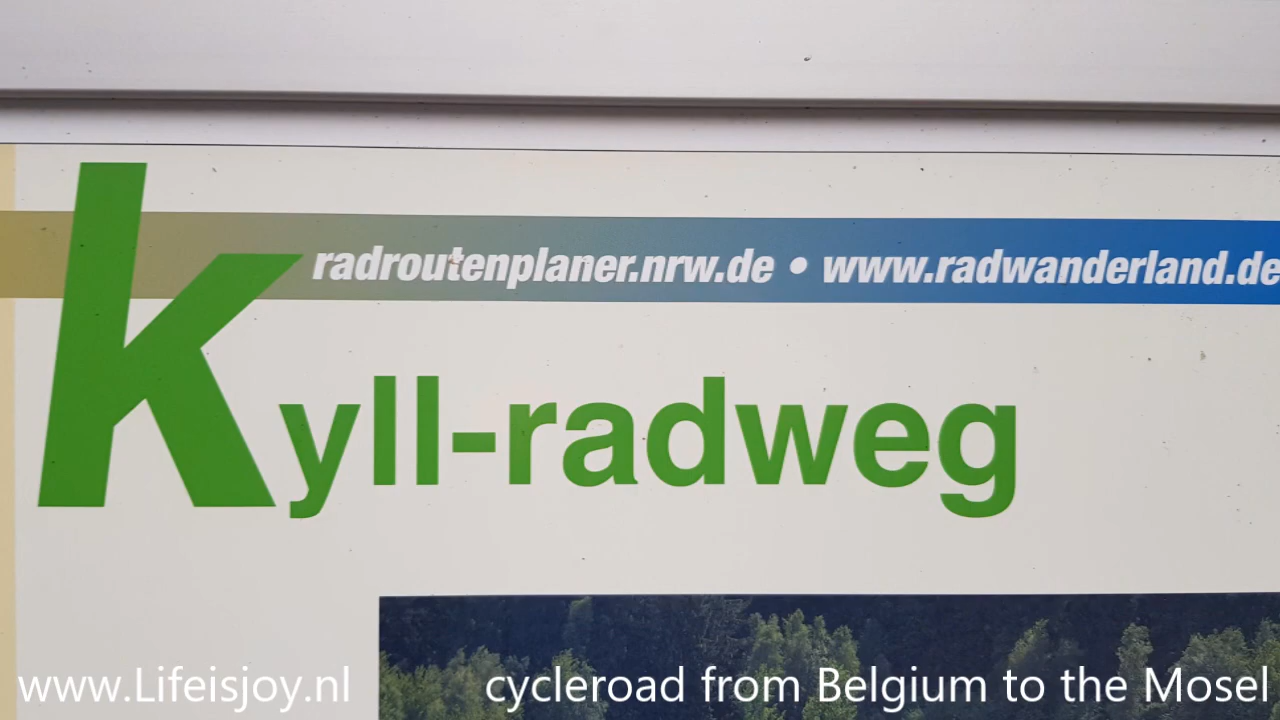 radroutenplaner.nrw.de • www.radwanderland.de
Kyll-radweg
www.Lifeisjoy.nl
cycleroad from Belgium to the Mosel